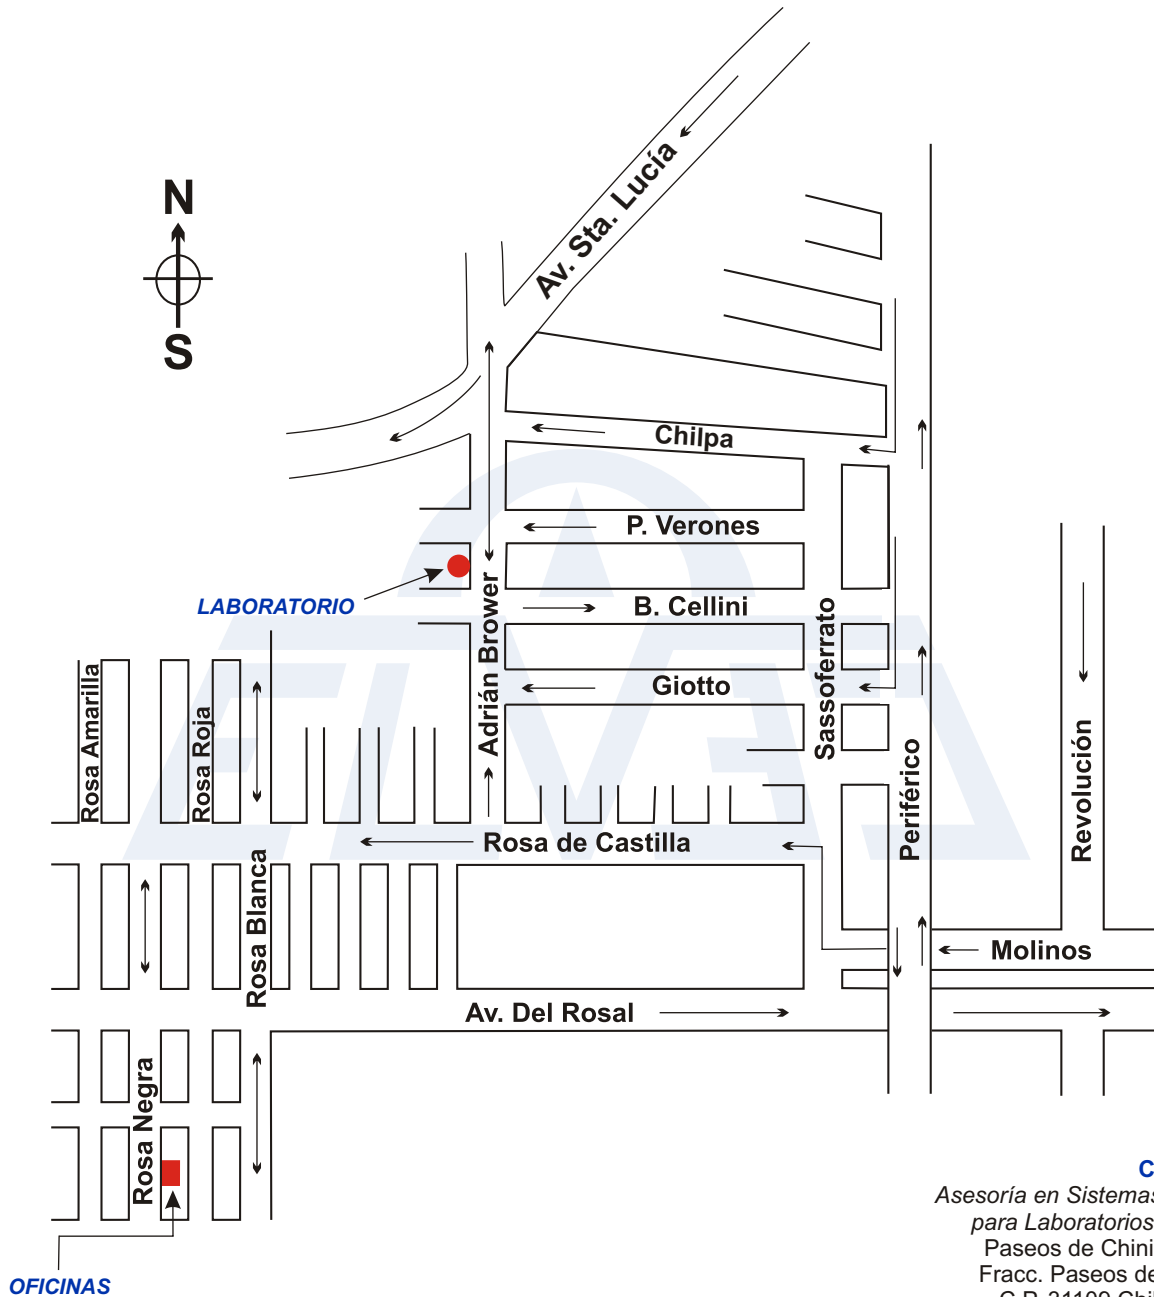 N
S
Av. Sta. Lucía
Chilpa
P. Verones
LABORATORIO
B. Cellini
Adrián Brower
Sassoferrato
Giotto
Rosa Amarilla
Rosa Roja
Periférico
Revolución
Rosa de Castilla
Rosa Blanca
Molinos
Av. Del Rosal
Rosa Negra
OFICINAS
ELMEJ
C
Asesoría en Sistemas
para Laboratorios
Paseos de Chini
Fracc. Paseos de